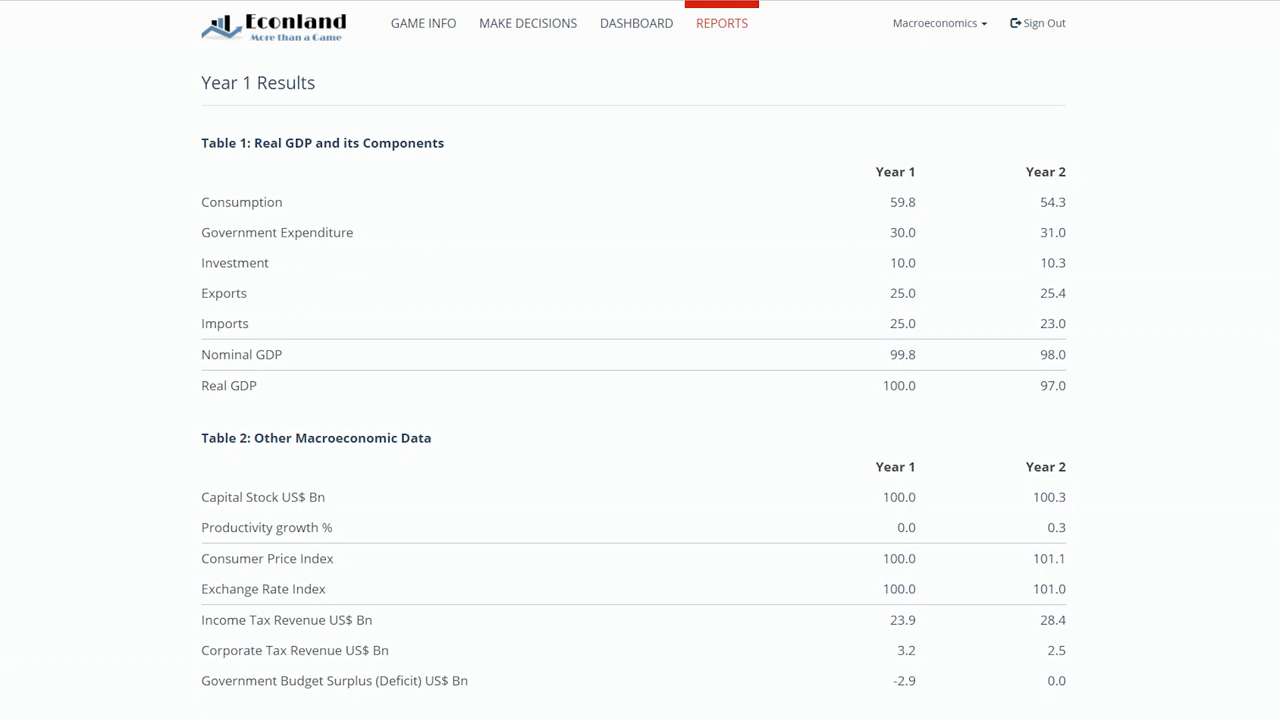 Econland
More than a Game
GAME INFO MAKE DECISIONS DASHBOARD REPORTS Macroeconomics Sign Out
Year 1 Results
Table 1: Real GDP and its Components
Year 1 Year 2
Consumption 59.8 54.3
Government Expenditure 30.0 31.0
Investment 10.0 10.3
Exports 25.0 25.4
Imports 25.0 23.0
Nominal GDP 99.8 98.0
Real GDP 100.0 97.0
Table 2: Other Macroeconomic Data
Year 1 Year 2
Capital Stock US$ Bn 100.0 100.3
Productivity growth % 0.0 0.3
Consumer Price Index 100.0 101.1
Exchange Rate Index 100.0 101.0
Income Tax Revenue US$ Bn 23.9 28.4
Corporate Tax Revenue US$ Bn 3.2 2.5
Government Budget Surplus (Deficit) US$ Bn -2.9 0.0